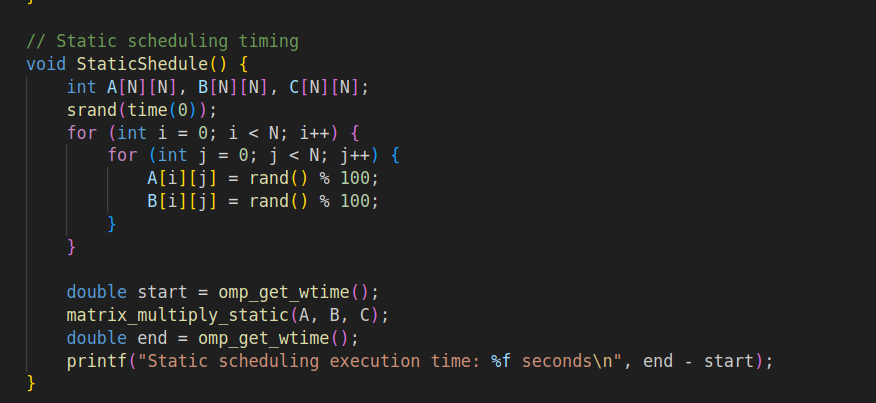 }
// Static scheduling timing
void StaticShedule() {
    int A[N][N], B[N][N], C[N][N];
    srand(time(0));
    for (int i = 0; i < N; i++) {
        for (int j = 0; j < N; j++) {
            A[i][j] = rand() % 100;
            B[i][j] = rand() % 100;
        }
    }
    double start = omp_get_wtime();
    matrix_multiply_static(A, B, C);
    double end = omp_get_wtime();
    printf("Static scheduling execution time: %f seconds\n", end - start);
}